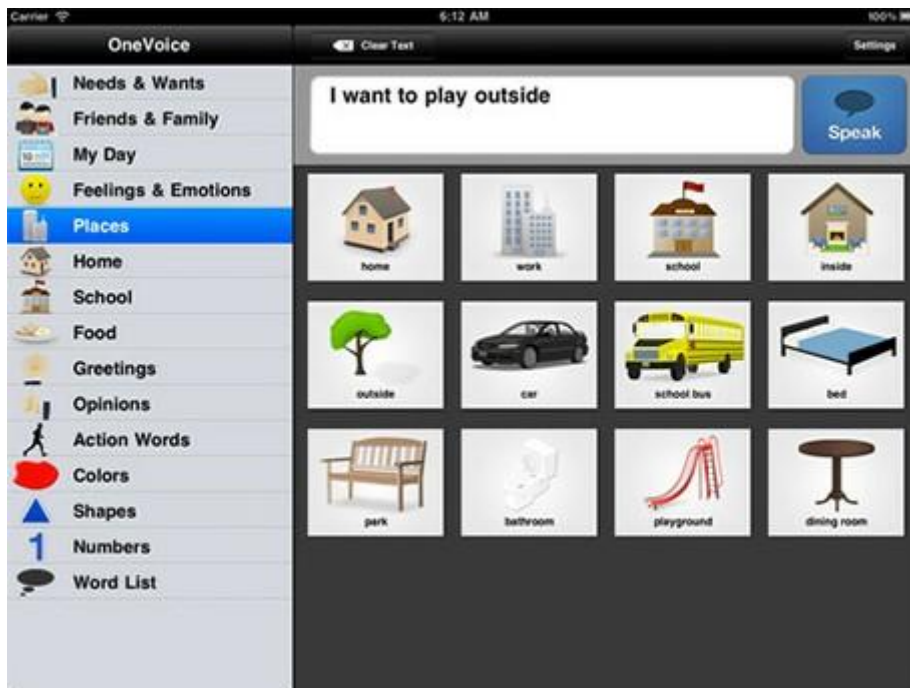 Carrier 6:12 AM 100%
OneVoice
Clear Text
Settings
Needs & Wants
Friends & Family
My Day
Feelings & Emotions
Places
Home
School
Food
Greetings
Opinions
Action Words
Colors
Shapes
1 Numbers
Word List
I want to play outside
Speak
home work school inside
outside car school bus bed
park bathroom playground dining room